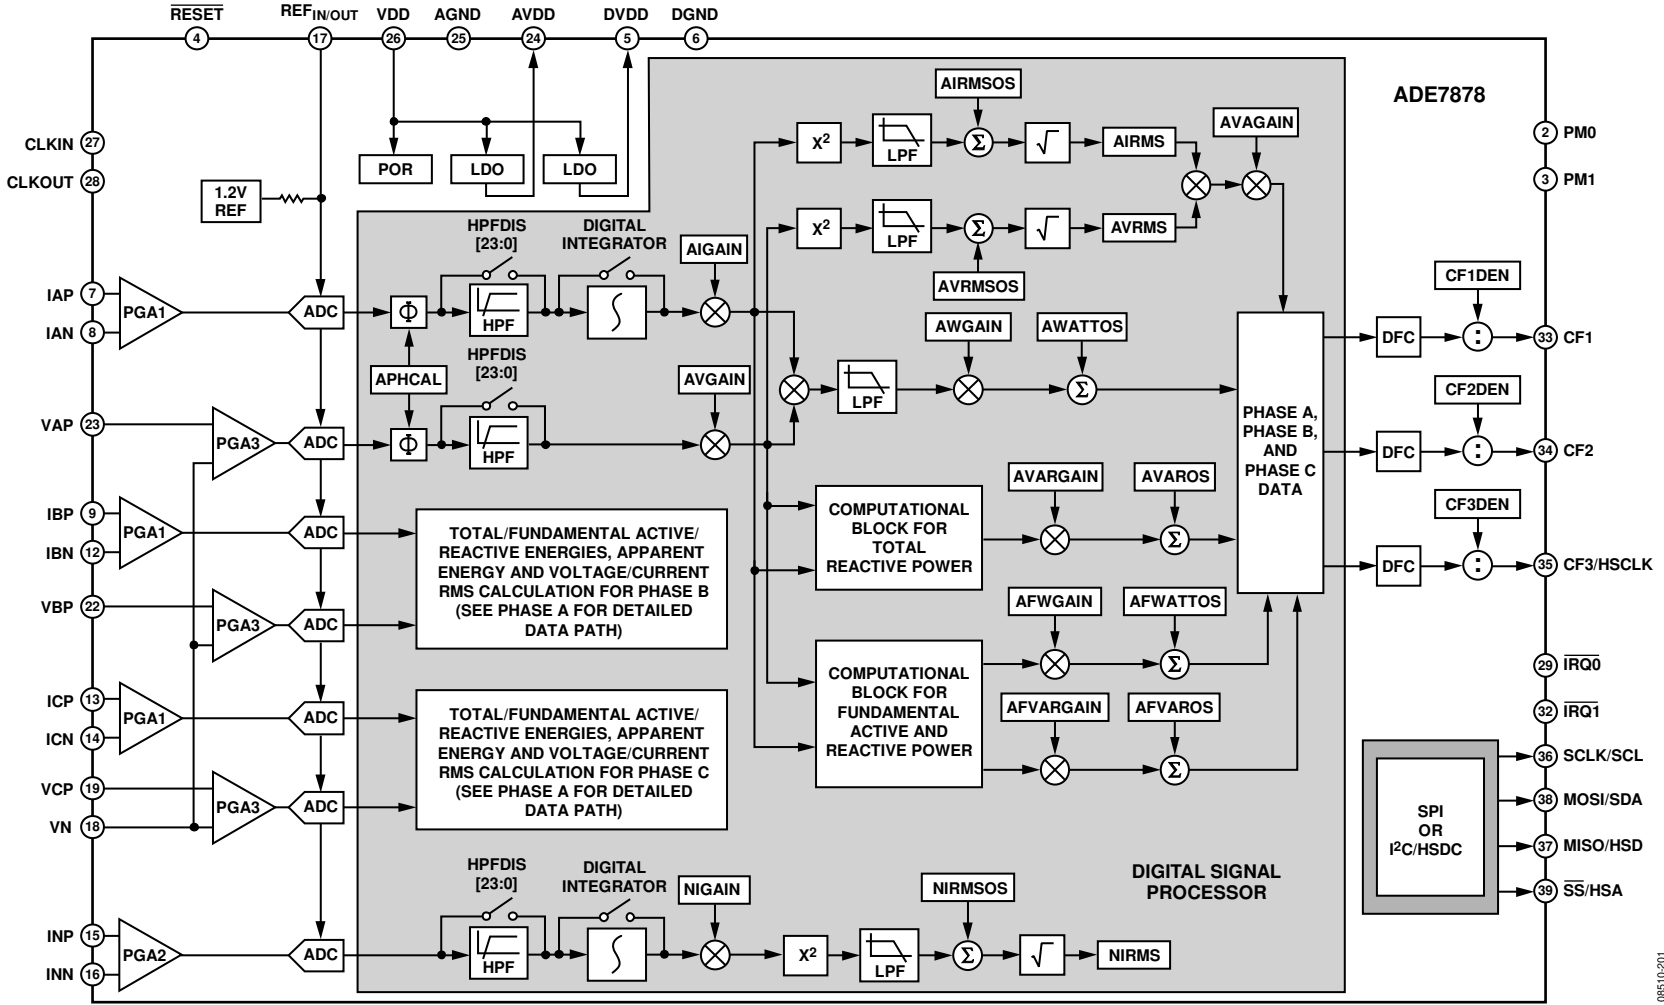 RESET
REFIN/OUT
VDD
AGND
AVDD
DVDD
DGND
4
17
26
25
24
5
6
ADE7878
CLKIN 27
CLKOUT 28
POR
LDO
LDO
1.2V
REF
AIRMSOS
X2
LPF
Σ
√
AIRMS
AVAGAIN
2 PM0
3 PM1
HPFDIS
[23:0]
DIGITAL
INTEGRATOR
AIGAIN
X2
LPF
Σ
√
AVRMS
AVRMSOS
IAP 7
IAN 8
PGA1
ADC
Φ
HPF
∫
HPFDIS
[23:0]
APHCAL
AVGAIN
LPF
AWGAIN
AWATTOS
Σ
VAP 23
PGA3
ADC
Φ
HPF
PHASE A,
PHASE B,
AND
PHASE C
DATA
CF1DEN
DFC
:
33 CF1
CF2DEN
DFC
:
34 CF2
CF3DEN
DFC
:
35 CF3/HSCLK
COMPUTATIONAL
BLOCK FOR
TOTAL
REACTIVE POWER
AVARGAIN
AVAROS
Σ
IBP 9
IBN 12
PGA1
ADC
VBP 22
PGA3
ADC
TOTAL/FUNDAMENTAL ACTIVE/
REACTIVE ENERGIES, APPARENT
ENERGY AND VOLTAGE/CURRENT
RMS CALCULATION FOR PHASE B
(SEE PHASE A FOR DETAILED
DATA PATH)
COMPUTATIONAL
BLOCK FOR
FUNDAMENTAL
ACTIVE AND
REACTIVE POWER
AFWGAIN
AFWATTOS
Σ
AFVARGAIN
AFVAROS
Σ
29 IRQ0
32 IRQ1
ICP 13
ICN 14
PGA1
ADC
VCP 19
VN 18
PGA3
ADC
TOTAL/FUNDAMENTAL ACTIVE/
REACTIVE ENERGIES, APPARENT
ENERGY AND VOLTAGE/CURRENT
RMS CALCULATION FOR PHASE C
(SEE PHASE A FOR DETAILED
DATA PATH)
SPI
OR
I2C/HSDC
36 SCLK/SCL
38 MOSI/SDA
37 MISO/HSD
39 SS/HSA
DIGITAL SIGNAL
PROCESSOR
HPFDIS
[23:0]
DIGITAL
INTEGRATOR
NIGAIN
NIRMSOS
INP 15
INN 16
PGA2
ADC
HPF
∫
X2
LPF
Σ
√
NIRMS
08510-201